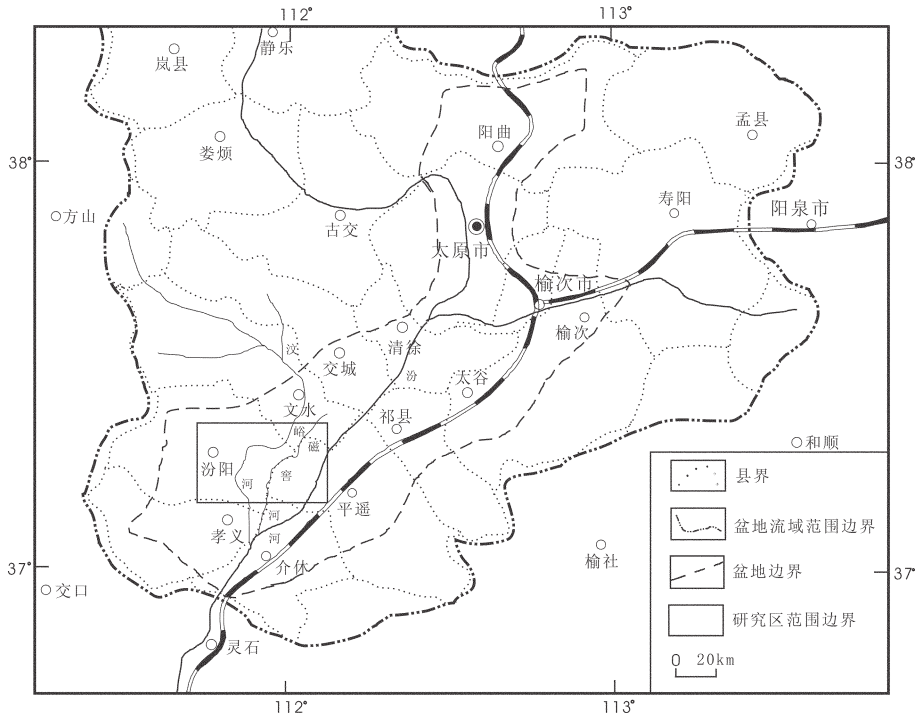 112°
113°
静乐
岚县
阳曲
孟县
娄烦
38°
38°
方山
寿阳
阳泉市
古交
太原市
榆次市
榆次
汶
清徐
交城
汾
太谷
文水
祁县
峪
磁
和顺
汾阳
窑
河
县界
平遥
河
孝义
河
盆地流域范围边界
榆社
介休
37°
盆地边界
37°
交口
研究区范围边界
灵石
0 20km
112°
113°